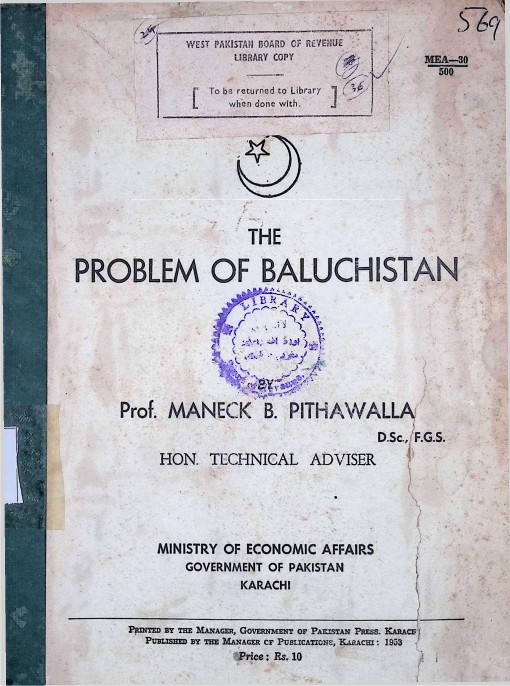 569
WEST PAKISTAN BOARD OF REVENUE
LIBRARY COPY
To be returned to Library
when done with.
MEA—30
500
THE
PROBLEM OF BALUCHISTAN
LIBRARY
BY
Prof. MANECK B. PITHAWALLA
D.Sc., F.G.S.
HON. TECHNICAL ADVISER
MINISTRY OF ECONOMIC AFFAIRS
GOVERNMENT OF PAKISTAN
KARACHI
PRINTED BY THE MANAGER, GOVERNMENT OF PAKISTAN PRESS. KARACH
PUBLISHED BY THE MANAGER OF PUBLICATIONS, KARACHI : 1953
Price : Rs. 10